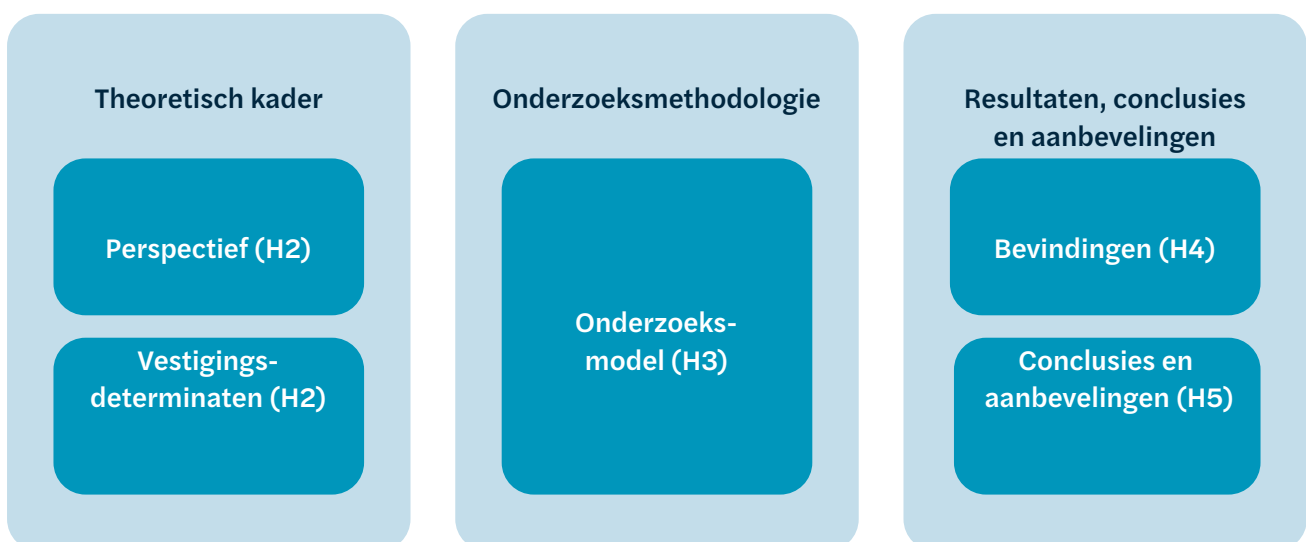 Theoretisch kader
Perspectief (H2)
Vestigings-
determinaten (H2)
Onderzoeksmethodologie
Onderzoeks-
model (H3)
Resultaten, conclusies
en aanbevelingen
Bevindingen (H4)
Conclusies en
aanbevelingen (H5)